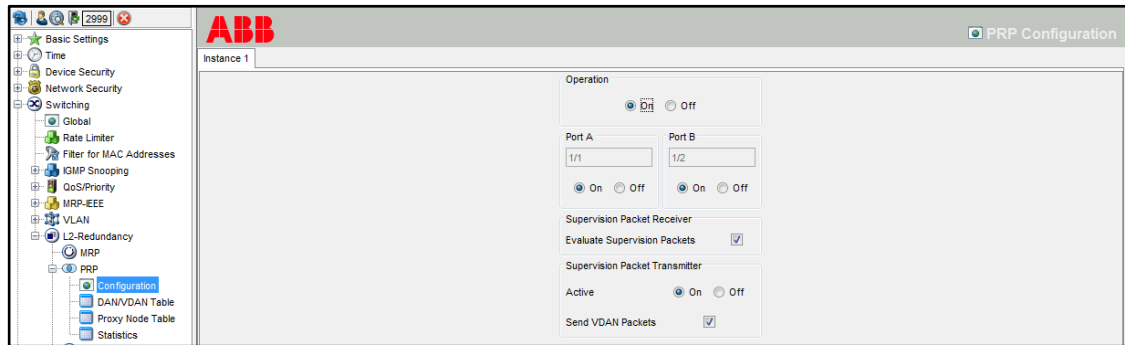 2999
Basic Settings
Time
Device Security
Network Security
Switching
Global
Rate Limiter
Filter for MAC Addresses
IGMP Snooping
QoS/Priority
MRP-IEEE
VLAN
L2-Redundancy
MRP
PRP
Configuration
DAN/VDAN Table
Proxy Node Table
Statistics
ABB
PRP Configuration
Instance 1
Operation
On Off
Port A Port B
1/1 1/2
On Off On Off
Supervision Packet Receiver
Evaluate Supervision Packets
Supervision Packet Transmitter
Active On Off
Send VDAN Packets